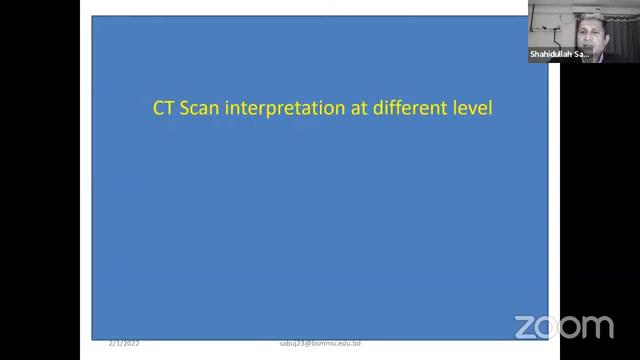 Shahidullah Sa...
CT Scan interpretation at different level
zoom
2/1/2022
sabuj23@bsmmu.edu.bd